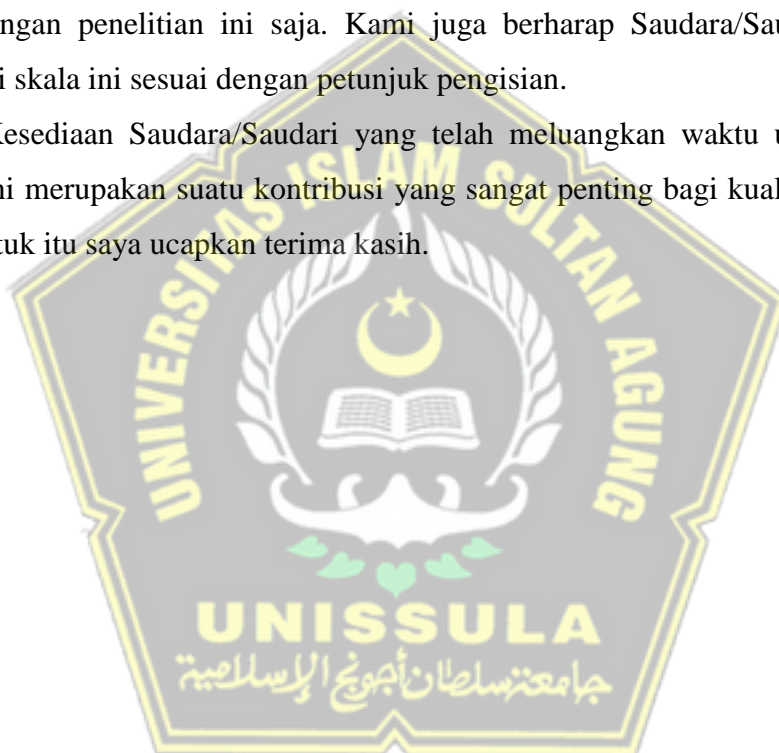 ngan penelitian ini saja. Kami juga berharap Saudara/Sau
i skala ini sesuai dengan petunjuk pengisian.
Kesediaan Saudara/Saudari yang telah meluangkan waktu u
ni merupakan suatu kontribusi yang sangat penting bagi kual
tuk itu saya ucapkan terima kasih.
UNIVERSITAS ISLAM SULTAN AGUNG
UNISSULA
جامعة سلطان أجونج الإسلامية